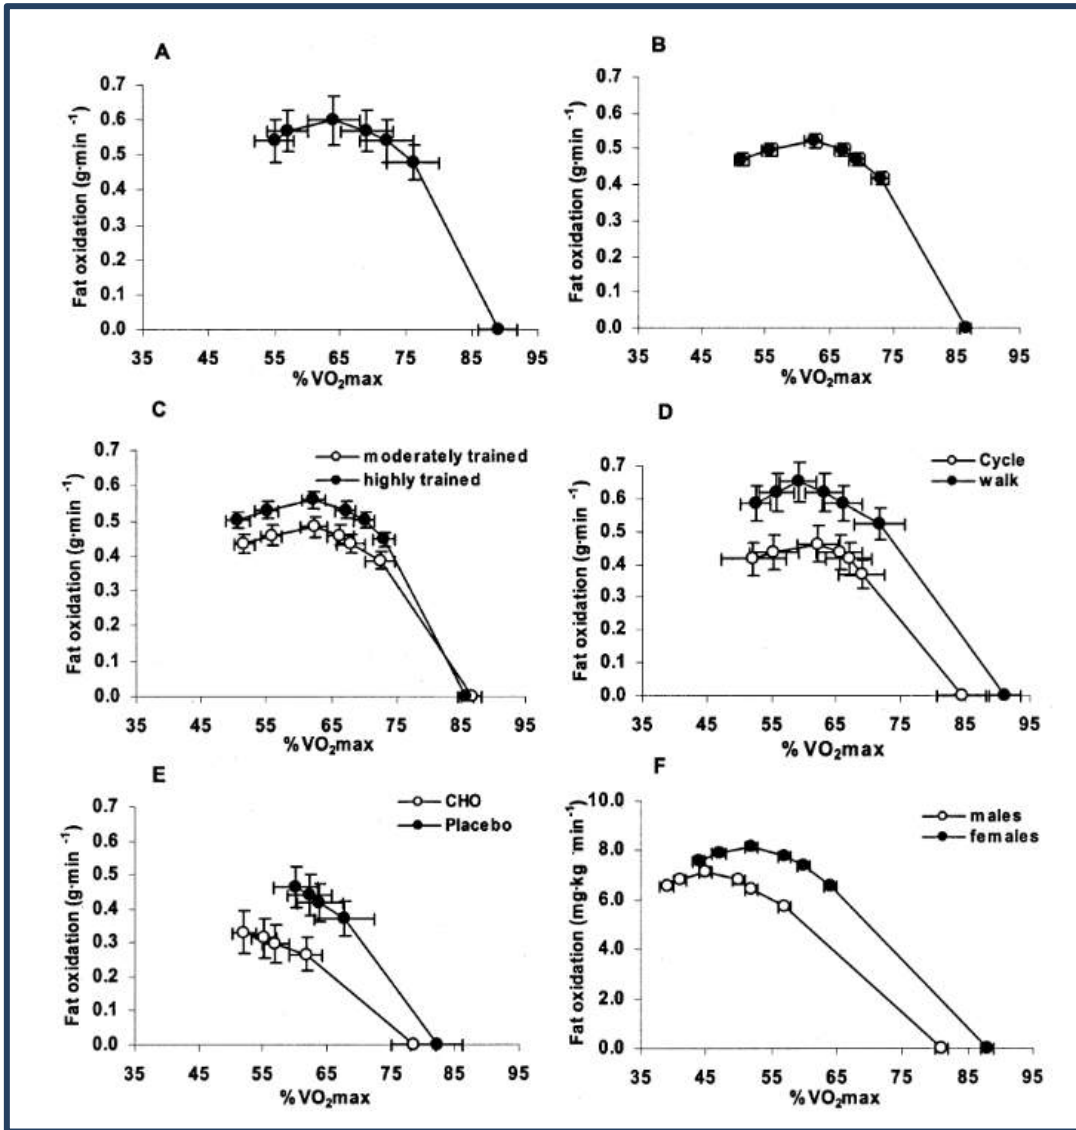 A
Fat oxidation (g·min ⁻¹)
0.7
0.6
0.5
0.4
0.3
0.2
0.1
0.0
35 45 55 65 75 85 95
%VO₂max
B
Fat oxidation (g·min ⁻¹)
0.7
0.6
0.5
0.4
0.3
0.2
0.1
0.0
35 45 55 65 75 85 95
%VO₂max
C
moderately trained
highly trained
Fat oxidation (g·min ⁻¹)
0.7
0.6
0.5
0.4
0.3
0.2
0.1
0.0
35 45 55 65 75 85 95
%VO₂max
D
Cycle
walk
Fat oxidation (g·min ⁻¹)
0.7
0.6
0.5
0.4
0.3
0.2
0.1
0.0
35 45 55 65 75 85 95
%VO₂max
E
CHO
Placebo
Fat oxidation (g·min ⁻¹)
0.7
0.6
0.5
0.4
0.3
0.2
0.1
0.0
35 45 55 65 75 85 95
%VO₂max
F
males
females
Fat oxidation (mg·kg·min⁻¹)
10.0
8.0
6.0
4.0
2.0
0.0
35 45 55 65 75 85 95
%VO₂max